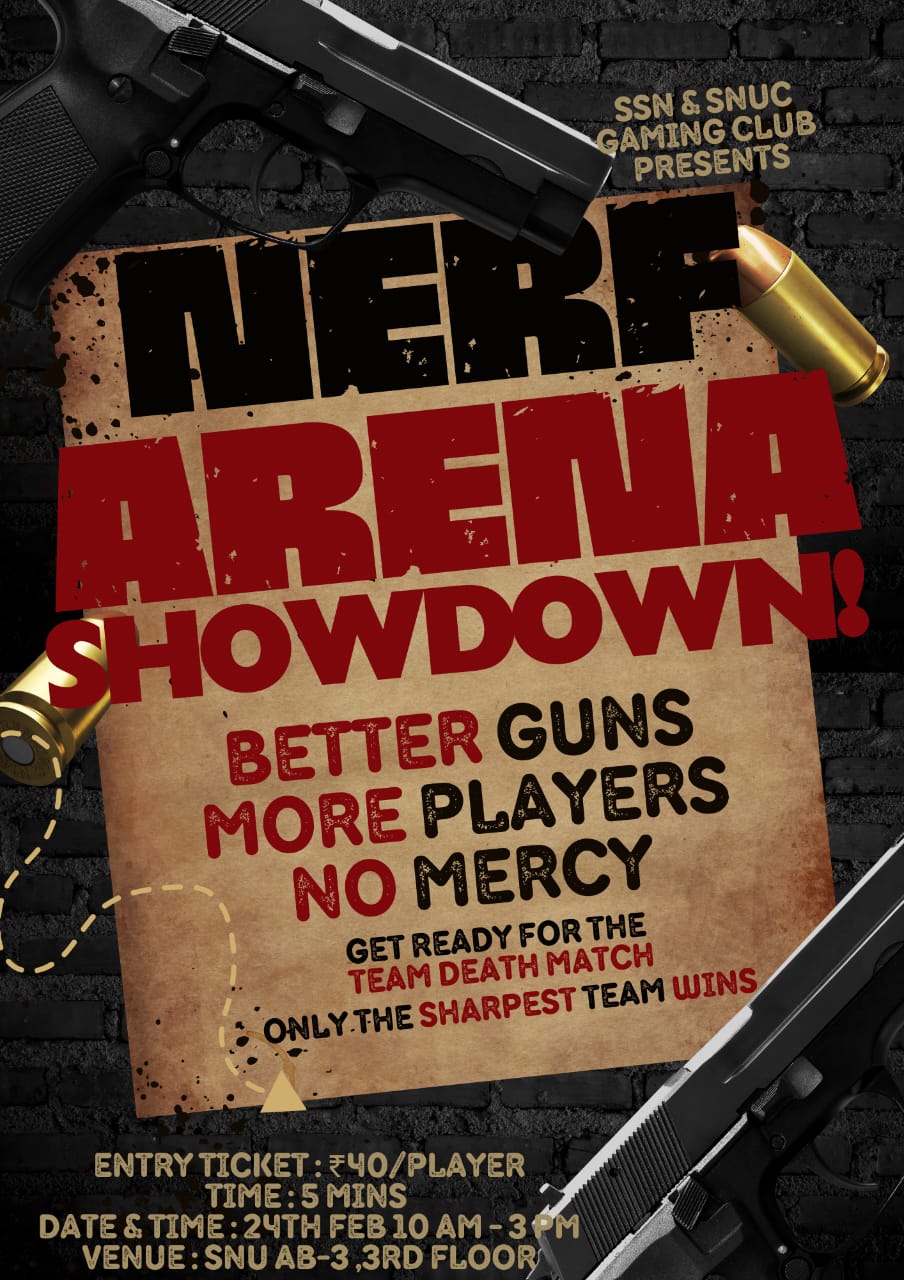 SSN & SNUC
GAMING CLUB
PRESENTS
NERF
ARENA
SHOWDOWN!
BETTER GUNS
MORE PLAYERS
NO MERCY
GET READY FOR THE
TEAM DEATH MATCH
ONLY THE SHARPEST TEAM WINS
ENTRY TICKET : ₹40/PLAYER
TIME : 5 MINS
DATE & TIME : 24TH FEB 10 AM - 3 PM
VENUE : SNU AB-3 ,3RD FLOOR